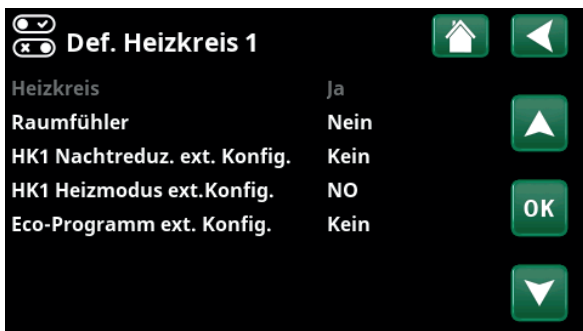 Def. Heizkreis 1
Heizkreis Ja
Raumfühler Nein
HK1 Nachtreduz. ext. Konfig. Kein
HK1 Heizmodus ext.Konfig. NO
OK
Eco-Programm ext. Konfig. Kein